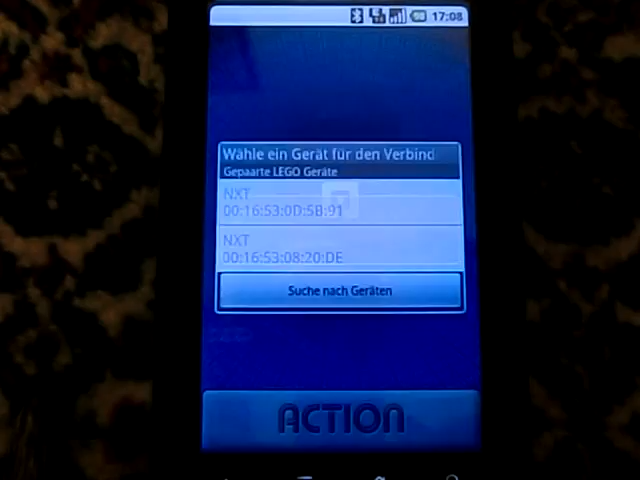 17:08
Wähle ein Gerät für den Verbind
Gepaarte LEGO Geräte
NXT
00:16:53:0D:5B:91
NXT
00:16:53:08:20:DE
Suche nach Geräten
ACTION